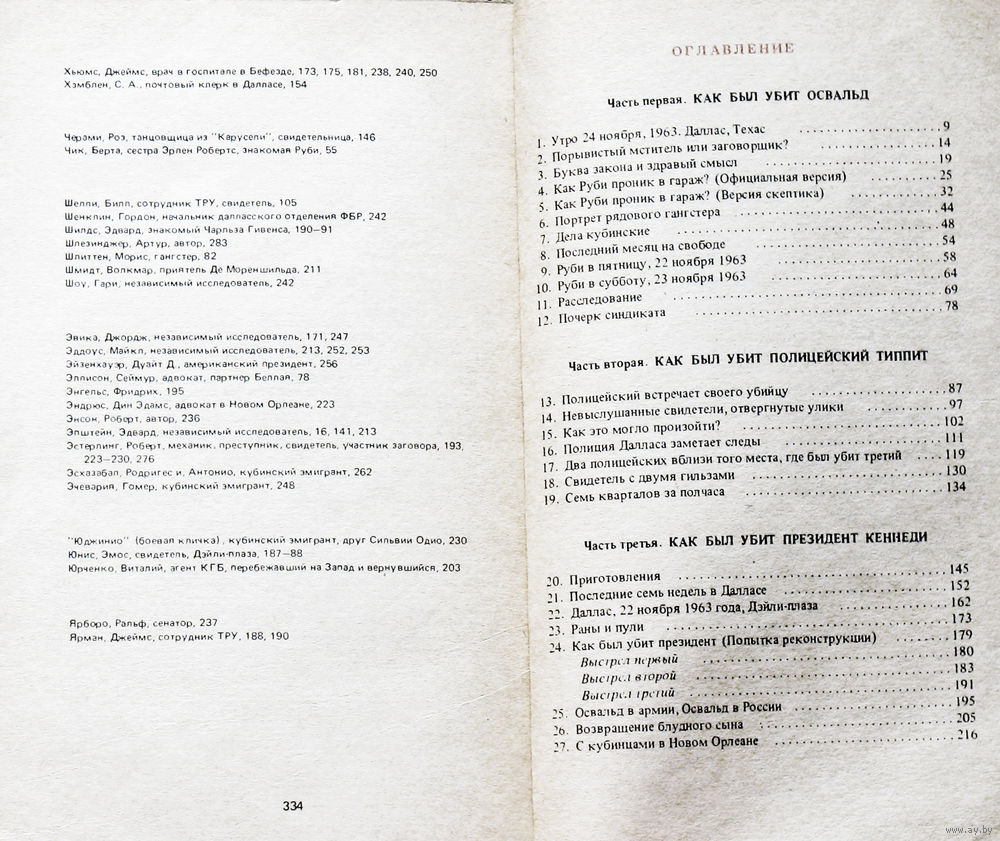 Хьюмс, Джеймс, врач в госпитале в Бефезде, 173, 175, 181, 238, 240, 250
Хэмблен, С. А., почтовый клерк в Далласе, 154
Черами, Роз, танцовщица из "Карусели", свидетельница, 146
Чик, Берта, сестра Эрлен Робертс, знакомая Руби, 55
Шелли, Билл, сотрудник ТРУ, свидетель, 105
Шенклин, Гордон, начальник далласского отделения ФБР, 242
Шилдс, Эдвард, знакомый Чарльза Гивенса, 190—91
Шлезинджер, Артур, автор, 283
Шлиттен, Морис, гангстер, 82
Шмидт, Волкмар, приятель Де Мореншильда, 211
Шоу, Гари, независимый исследователь, 242
Эвика, Джордж, независимый исследователь, 171, 247
Эддоус, Майкл, независимый исследователь, 213, 252, 253
Эйзенхауэр, Дуайт Д., американский президент, 256
Эллисон, Сеймур, адвокат, партнер Беллая, 78
Энгельс, Фридрих, 195
Эндрюс, Дин Эдамс, адвокат в Новом Орлеане, 223
Энсон, Роберт, автор, 236
Эпштейн, Эдвард, независимый исследователь, 16, 141, 213
Эстерлинг, Роберт, механик, преступник, свидетель, участник заговора, 193,
223—230, 276
Эсхазабал, Родригес и, Антонио, кубинский эмигрант, 262
Эчевария, Гомер, кубинский эмигрант, 248
"Юджинио" (боевая кличка), кубинский эмигрант, друг Сильвии Одио, 230
Юнис, Эмос, свидетель, Дэйли-плаза, 187—88
Юрченко, Виталий, агент КГБ, перебежавший на Запад и вернувшийся, 203
Ярборо, Ральф, сенатор, 237
Ярман, Джеймс, сотрудник ТРУ, 188, 190
334
ОГЛАВЛЕНИЕ
Часть первая. КАК БЫЛ УБИТ ОСВАЛЬД
1. Утро 24 ноября, 1963. Даллас, Техас 9
2. Порывистый мститель или заговорщик? 14
3. Буква закона и здравый смысл 19
4. Как Руби проник в гараж? (Официальная версия) 25
5. Как Руби проник в гараж? (Версия скептика) 32
6. Портрет рядового гангстера 44
7. Дела кубинские 48
8. Последний месяц на свободе 54
9. Руби в пятницу, 22 ноября 1963 58
10. Руби в субботу, 23 ноября 1963 64
11. Расследование 69
12. Почерк синдиката 78
Часть вторая. КАК БЫЛ УБИТ ПОЛИЦЕЙСКИЙ ТИППИТ
13. Полицейский встречает своего убийцу 87
14. Невыслушанные свидетели, отвергнутые улики 97
15. Как это могло произойти? 102
16. Полиция Далласа заметает следы 111
17. Два полицейских вблизи того места, где был убит третий 119
18. Свидетель с двумя гильзами 130
19. Семь кварталов за полчаса 134
Часть третья. КАК БЫЛ УБИТ ПРЕЗИДЕНТ КЕННЕДИ
20. Приготовления 145
21. Последние семь недель в Далласе 152
22. Даллас, 22 ноября 1963 года, Дэйли-плаза 162
23. Раны и пули 173
24. Как был убит президент (Попытка реконструкции) 179
Выстрел первый 180
Выстрел второй 183
Выстрел третий 191
25. Освальд в армии, Освальд в России 195
26. Возвращение блудного сына 205
27. С кубинцами в Новом Орлеане 216
www.ay.by